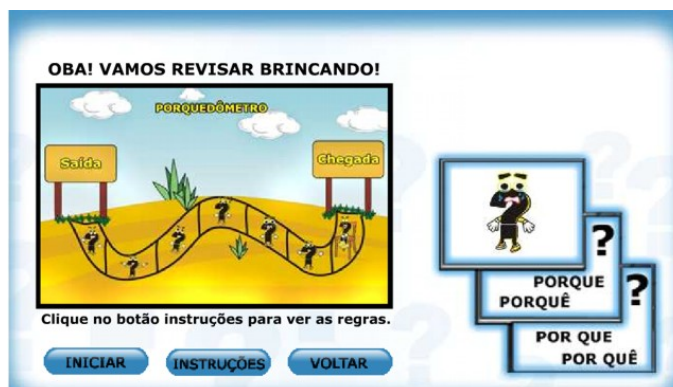 OBA! VAMOS REVISAR BRINCANDO!
PORQUEDÔMETRO
Saída
Chegada
Clique no botão instruções para ver as regras.
INICIAR
INSTRUÇÕES
VOLTAR
?
PORQUE
PORQUÊ
?
POR QUE
POR QUÊ